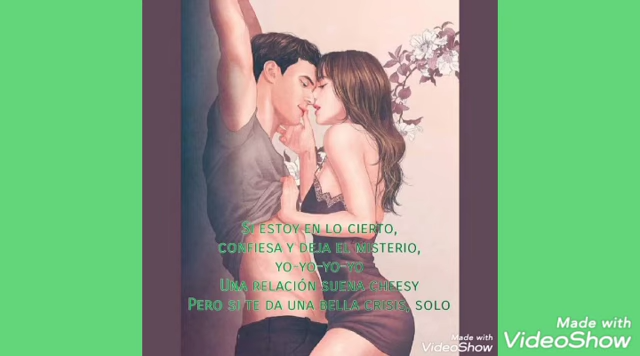 Si estoy en lo cierto,
confiesa y deja el misterio,
yo-yo-yo-yo
Una relación suena cheesy
Pero si te da una bella crisis, solo
Made with
VideoShow
Made with
VideoShow